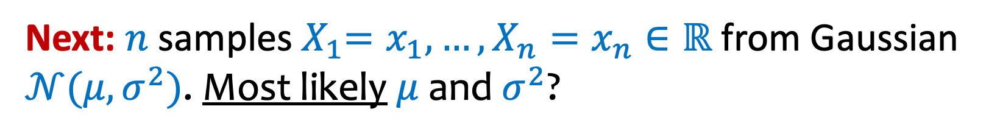 Next: n samples X₁= x₁, … , Xₙ = xₙ ∈ ℝ from Gaussian
𝒩(μ, σ²). Most likely μ and σ²?